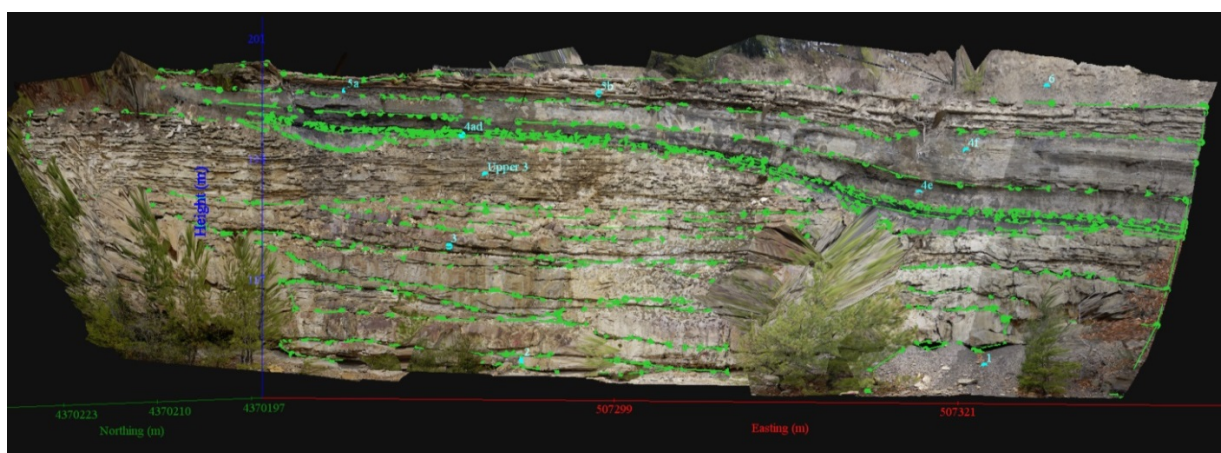 201
6
5a
5b
4ad
4f
Upper 3
4e
Height (m)
3
2
1
4370223
4370210
4370197
507299
507321
Northing (m)
Easting (m)